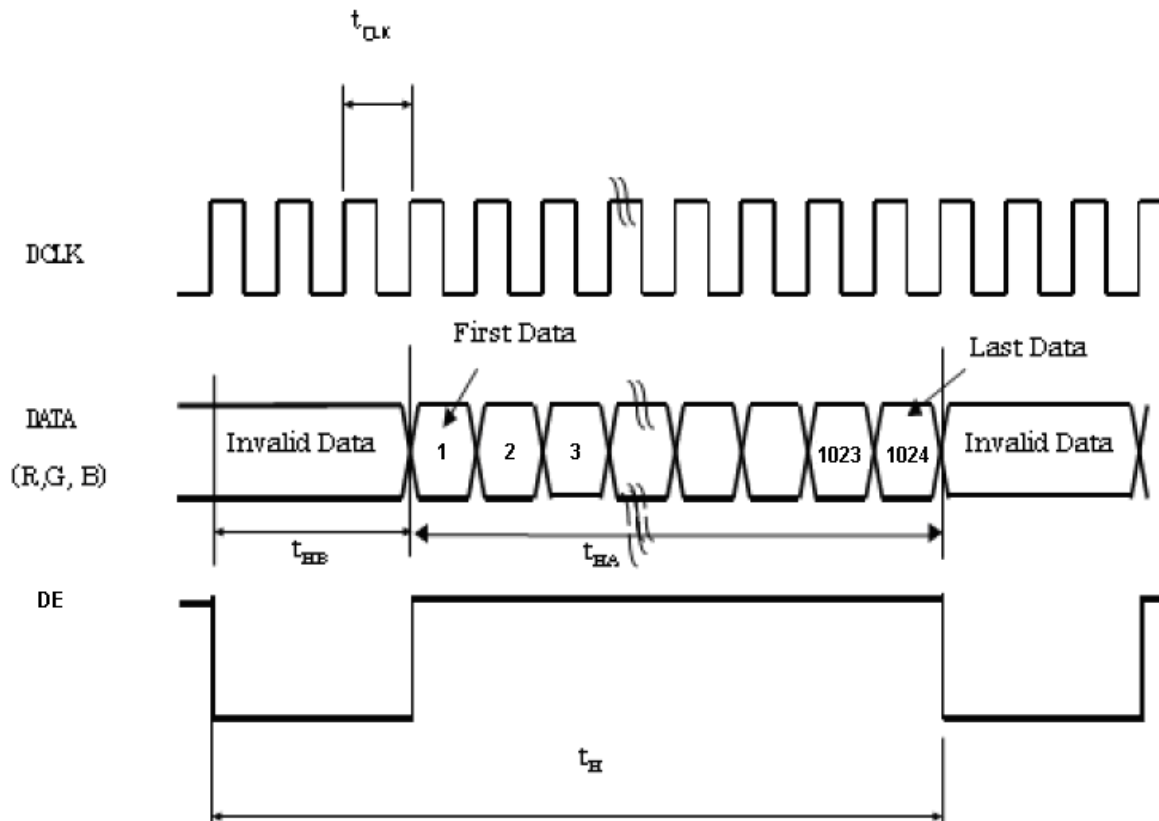 tCLK
DCLK
First Data
Last Data
DATA
(R,G, B)
Invalid Data
1
2
3
1023
1024
Invalid Data
tHB
tHA
DE
tH